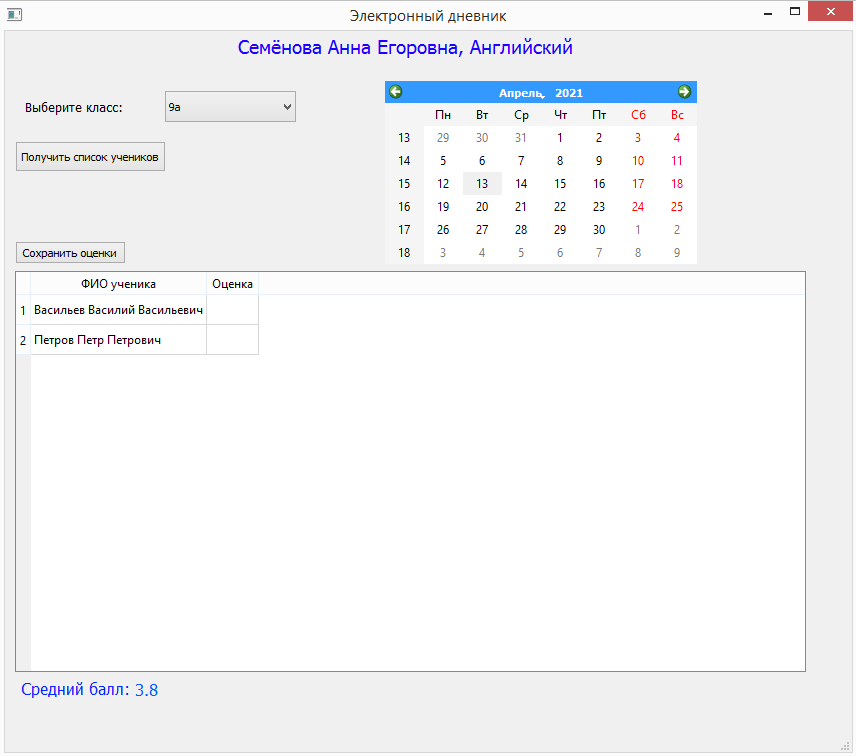 Электронный дневник
Семёнова Анна Егоровна, Английский
Выберите класс: 9а
Получить список учеников
Апрель, 2021
Пн Вт Ср Чт Пт Сб Вс
13 29 30 31 1 2 3 4
14 5 6 7 8 9 10 11
15 12 13 14 15 16 17 18
16 19 20 21 22 23 24 25
17 26 27 28 29 30 1 2
18 3 4 5 6 7 8 9
Сохранить оценки
ФИО ученика Оценка
1 Васильев Василий Васильевич
2 Петров Петр Петрович
Средний балл: 3.8